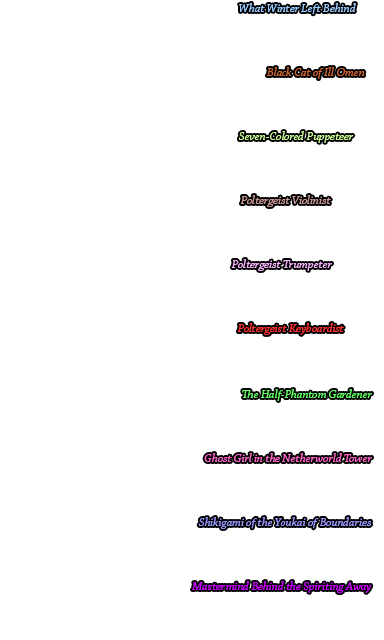 What Winter Left Behind
Black Cat of Ill Omen
Seven-Colored Puppeteer
Poltergeist Violinist
Poltergeist Trumpeter
Poltergeist Keyboardist
The Half-Phantom Gardener
Ghost Girl in the Netherworld Tower
Shikigami of the Youkai of Boundaries
Mastermind Behind the Spiriting Away